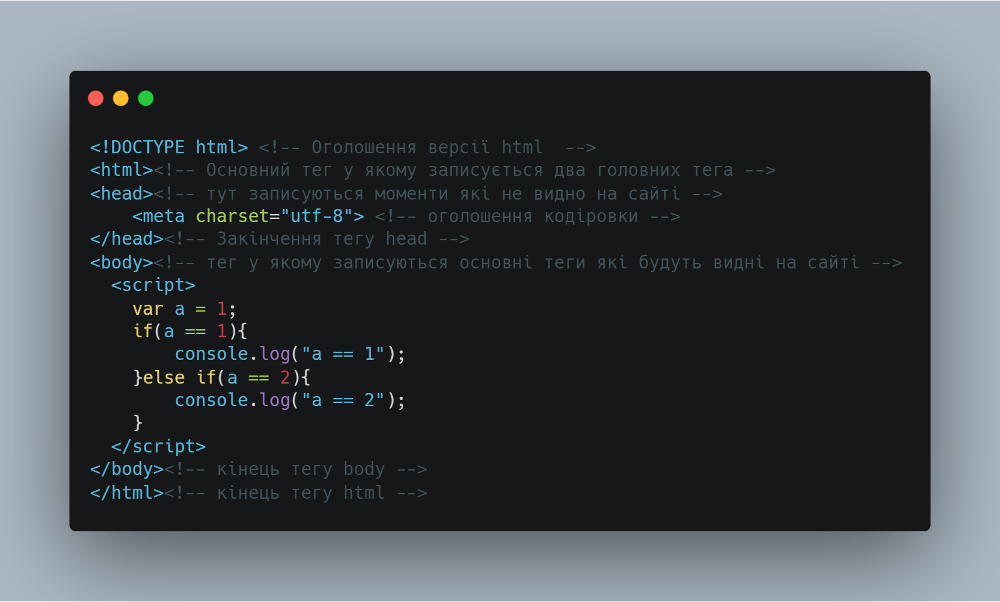 <!DOCTYPE html> <!-- Оголошення версії html  -->
<html><!-- Основний тег у якому записується два головних тега -->
<head><!-- тут записуються моменти які не видно на сайті -->
    <meta charset="utf-8"> <!-- оголошення кодіровки -->
</head><!-- Закінчення тегу head -->
<body><!-- тег у якому записуються основні теги які будуть видні на сайті -->
  <script>
    var a = 1;
    if(a == 1){
        console.log("a == 1");
    }else if(a == 2){
        console.log("a == 2");
    }
  </script>
</body><!-- кінець тегу body -->
</html><!-- кінець тегу html -->